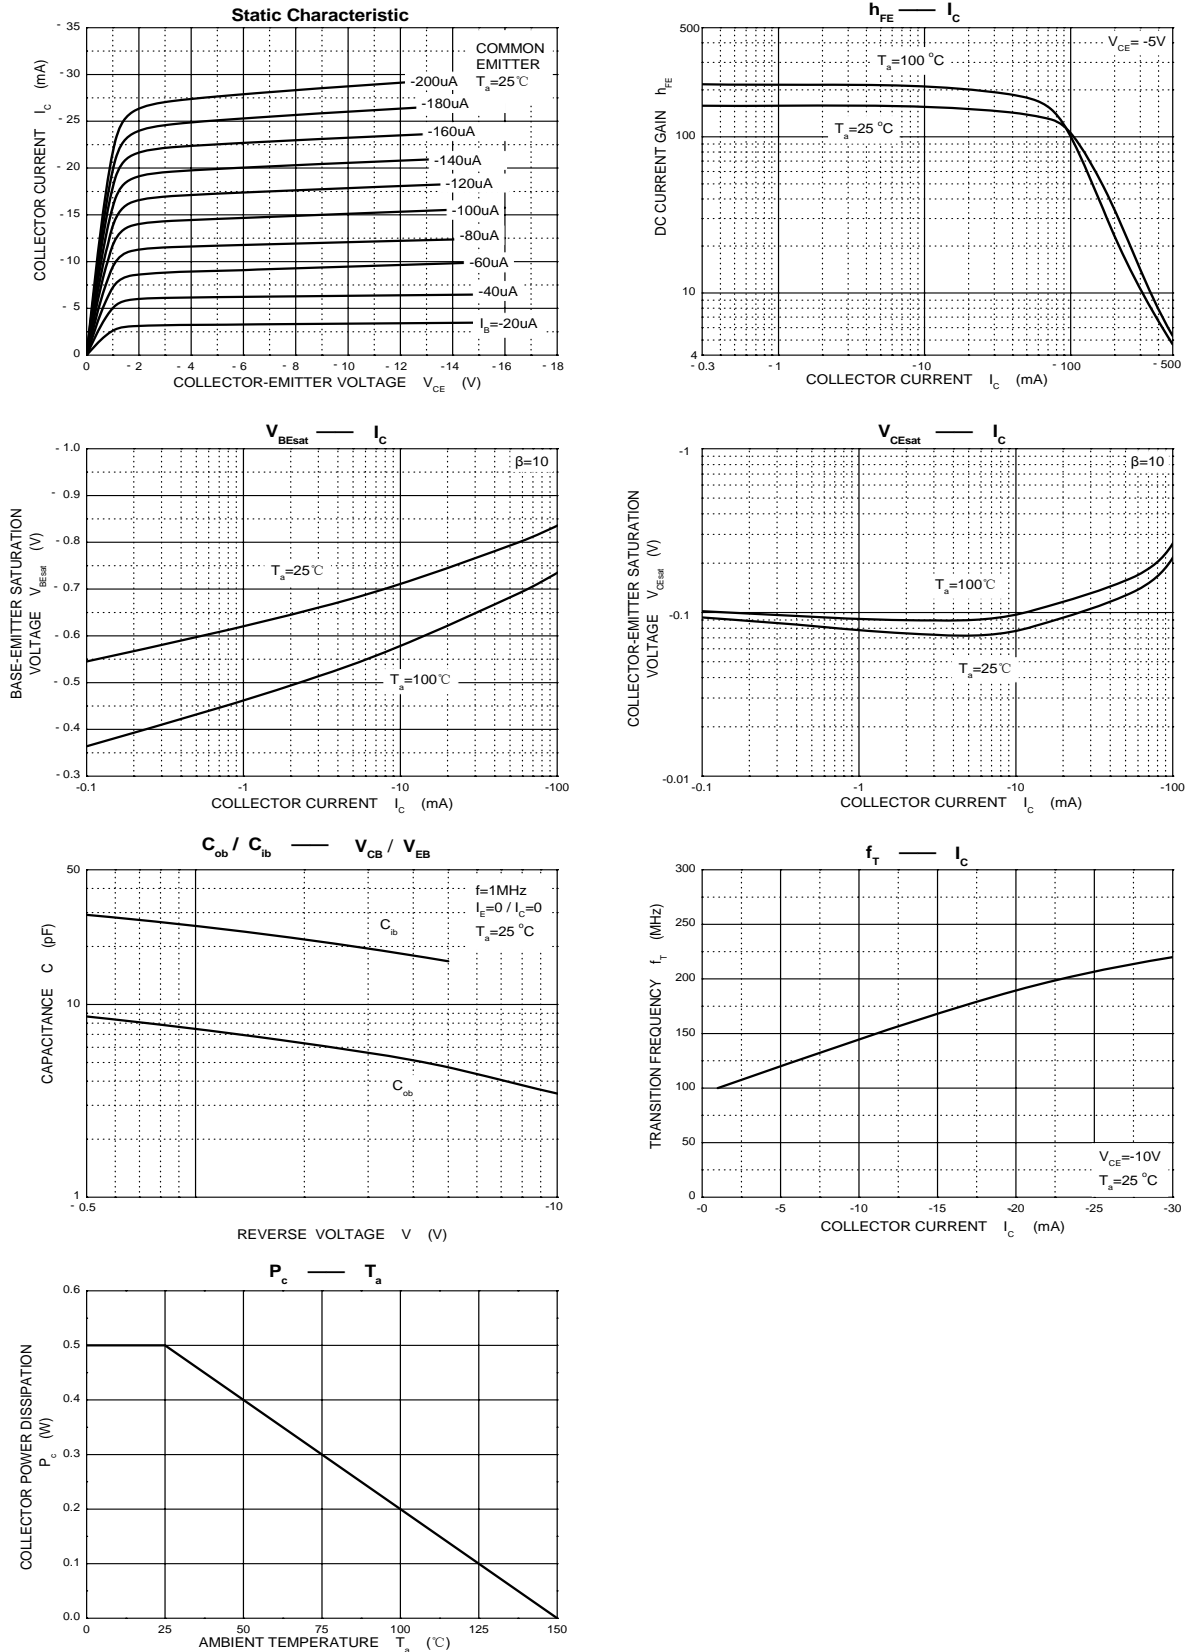 Static Characteristic
COLLECTOR CURRENT I_C (mA)
- 35
- 30
- 25
- 20
- 15
- 10
- 5
0
COMMON
EMITTER
T_a=25℃
-200uA
-180uA
-160uA
-140uA
-120uA
-100uA
-80uA
-60uA
-40uA
I_B=-20uA
0 - 2 - 4 - 6 - 8 - 10 - 12 - 14 - 16 - 18
COLLECTOR-EMITTER VOLTAGE V_CE (V)
h_FE —— I_C
DC CURRENT GAIN h_FE
500
100
10
4
V_CE= -5V
T_a=100 °C
T_a=25 °C
- 0.3 - 1 -10 - 100 - 500
COLLECTOR CURRENT I_C (mA)
V_BEsat —— I_C
BASE-EMITTER SATURATION
VOLTAGE V_BEsat (V)
- 1.0
- 0.9
- 0.8
- 0.7
- 0.6
- 0.5
- 0.4
- 0.3
β=10
T_a=25℃
T_a=100℃
-0.1 -1 -10 -100
COLLECTOR CURRENT I_C (mA)
V_CEsat —— I_C
COLLECTOR-EMITTER SATURATION
VOLTAGE V_CEsat (V)
-1
-0.1
-0.01
β=10
T_a=100℃
T_a=25℃
-0.1 -1 -10 -100
COLLECTOR CURRENT I_C (mA)
C_ob / C_ib —— V_CB / V_EB
CAPACITANCE C (pF)
50
10
1
f=1MHz
I_E=0 / I_C=0
T_a=25 °C
C_ib
C_ob
- 0.5 -10
REVERSE VOLTAGE V (V)
f_T —— I_C
TRANSITION FREQUENCY f_T (MHz)
300
250
200
150
100
50
0
V_CE=-10V
T_a=25 °C
-0 -5 -10 -15 -20 -25 -30
COLLECTOR CURRENT I_C (mA)
P_c —— T_a
COLLECTOR POWER DISSIPATION
P_c (W)
0.6
0.5
0.4
0.3
0.2
0.1
0.0
0 25 50 75 100 125 150
AMBIENT TEMPERATURE T_a (℃)